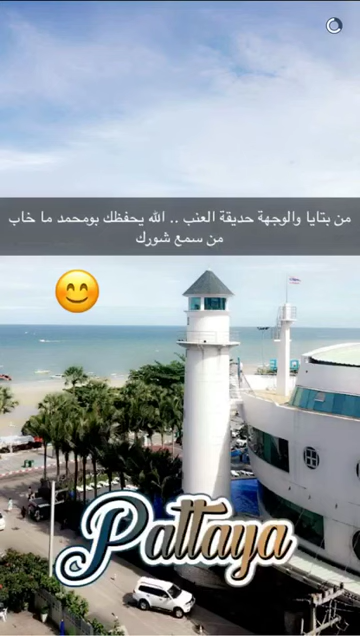 من بتايا والوجهة حديقة العنب .. الله يحفظك بومحمد ما خاب
من سمع شورك
Pattaya